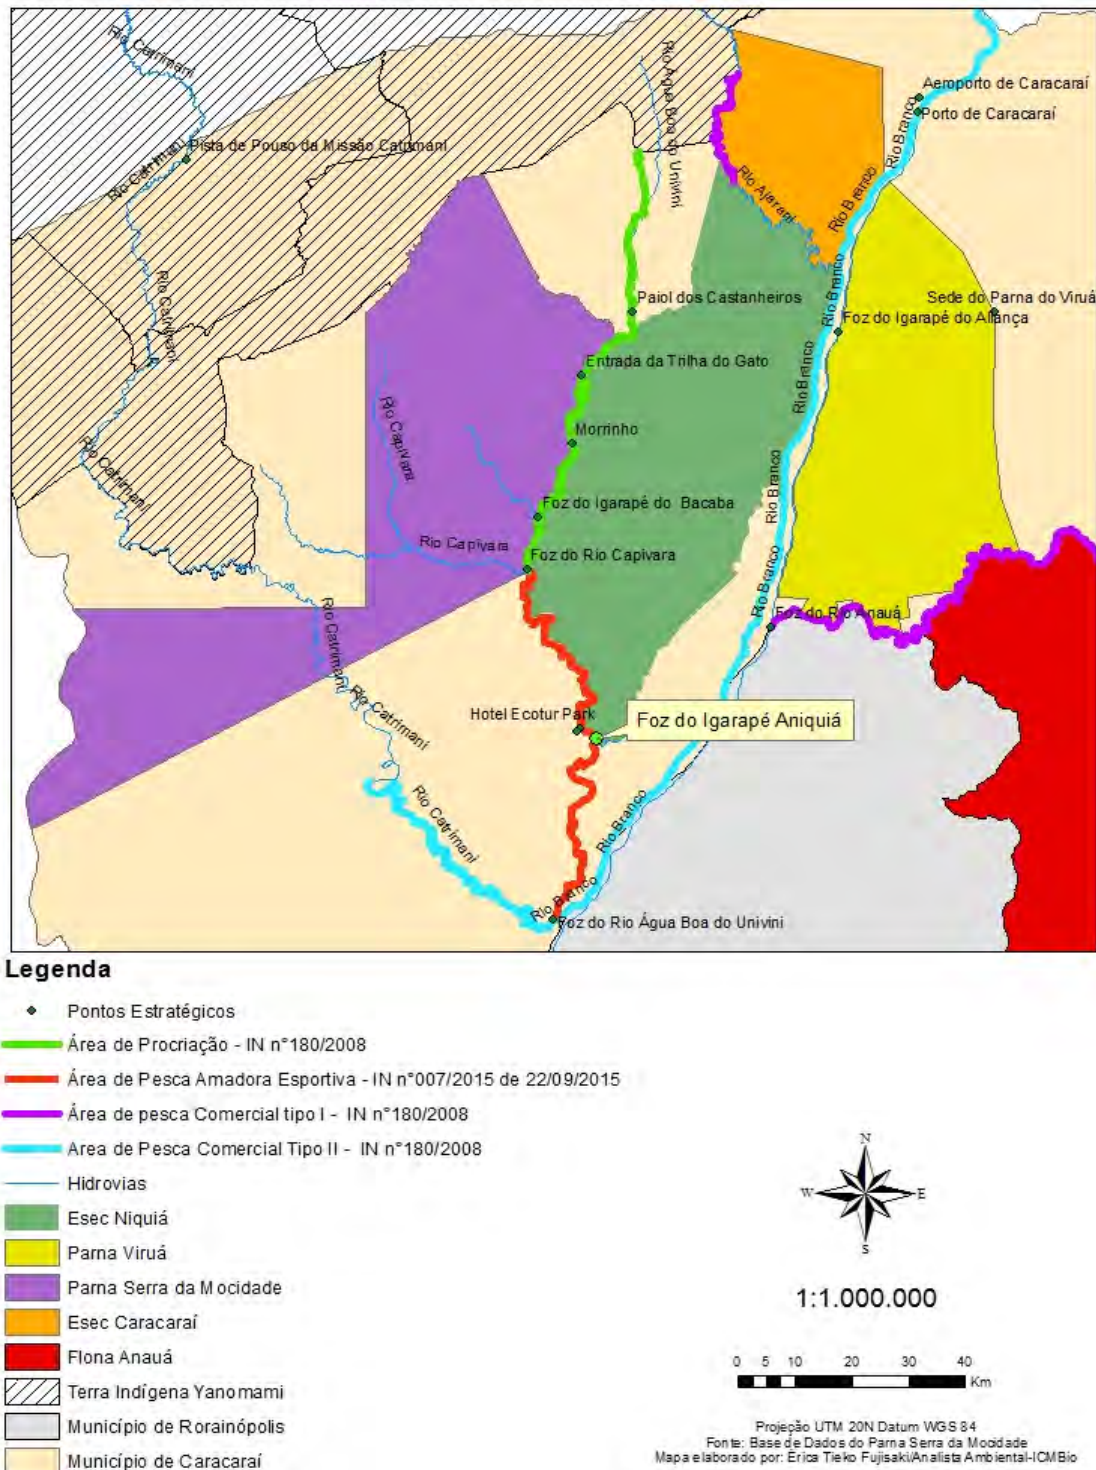 Rio Catrimani
Rio Água Boa do Univini
Aeroporto de Caracaraí
Porto de Caracaraí
Rio Branco
Pista de Pouso da Missão Catrimani
Rio Catrimani
Rio Ajarani
Rio Branco
Rio Branco
Rio Catrimani
Paiol dos Castanheiros
Sede do Parna do Viruá
Foz do Igarapé do Aliança
Rio Branco
Entrada da Trilha do Gato
Rio Capivara
Morrinho
Rio Catrimani
Rio Branco
Foz do Igarapé do Bacaba
Rio Capivara
Foz do Rio Capivara
Rio Branco
Foz do Rio Anauá
Rio Catrimani
Rio Catrimani
Hotel Ecotur Park
Foz do Igarapé Aniquiá
Rio Catrimani
Rio Branco
Rio Branco
Foz do Rio Água Boa do Univini
Legenda
Pontos Estratégicos
Área de Procriação - IN n°180/2008
Área de Pesca Amadora Esportiva - IN n°007/2015 de 22/09/2015
Área de pesca Comercial tipo I - IN n°180/2008
Area de Pesca Comercial Tipo II - IN n°180/2008
Hidrovias
Esec Niquiá
Parna Viruá
Parna Serra da Mocidade
Esec Caracaraí
Flona Anauá
Terra Indígena Yanomami
Município de Rorainópolis
Município de Caracaraí
N
W E
S
1:1.000.000
0 5 10 20 30 40
Km
Projeção UTM 20N Datum WGS 84
Fonte: Base de Dados do Parna Serra da Mocidade
Mapa elaborado por: Érica Tieko Fujisaki/Analista Ambiental-ICMBio